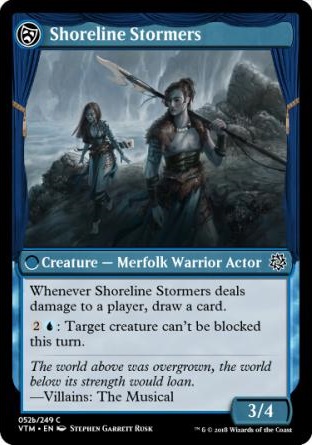 Shoreline Stormers
Creature — Merfolk Warrior Actor
Whenever Shoreline Stormers deals
damage to a player, draw a card.
2 : Target creature can't be blocked
this turn.
The world above was overgrown, the world
below its strength would loan.
—Villains: The Musical
052b/249 C
VTM • EN STEPHEN GARRETT RUSK
3/4
™ & © 2018 Wizards of the Coast